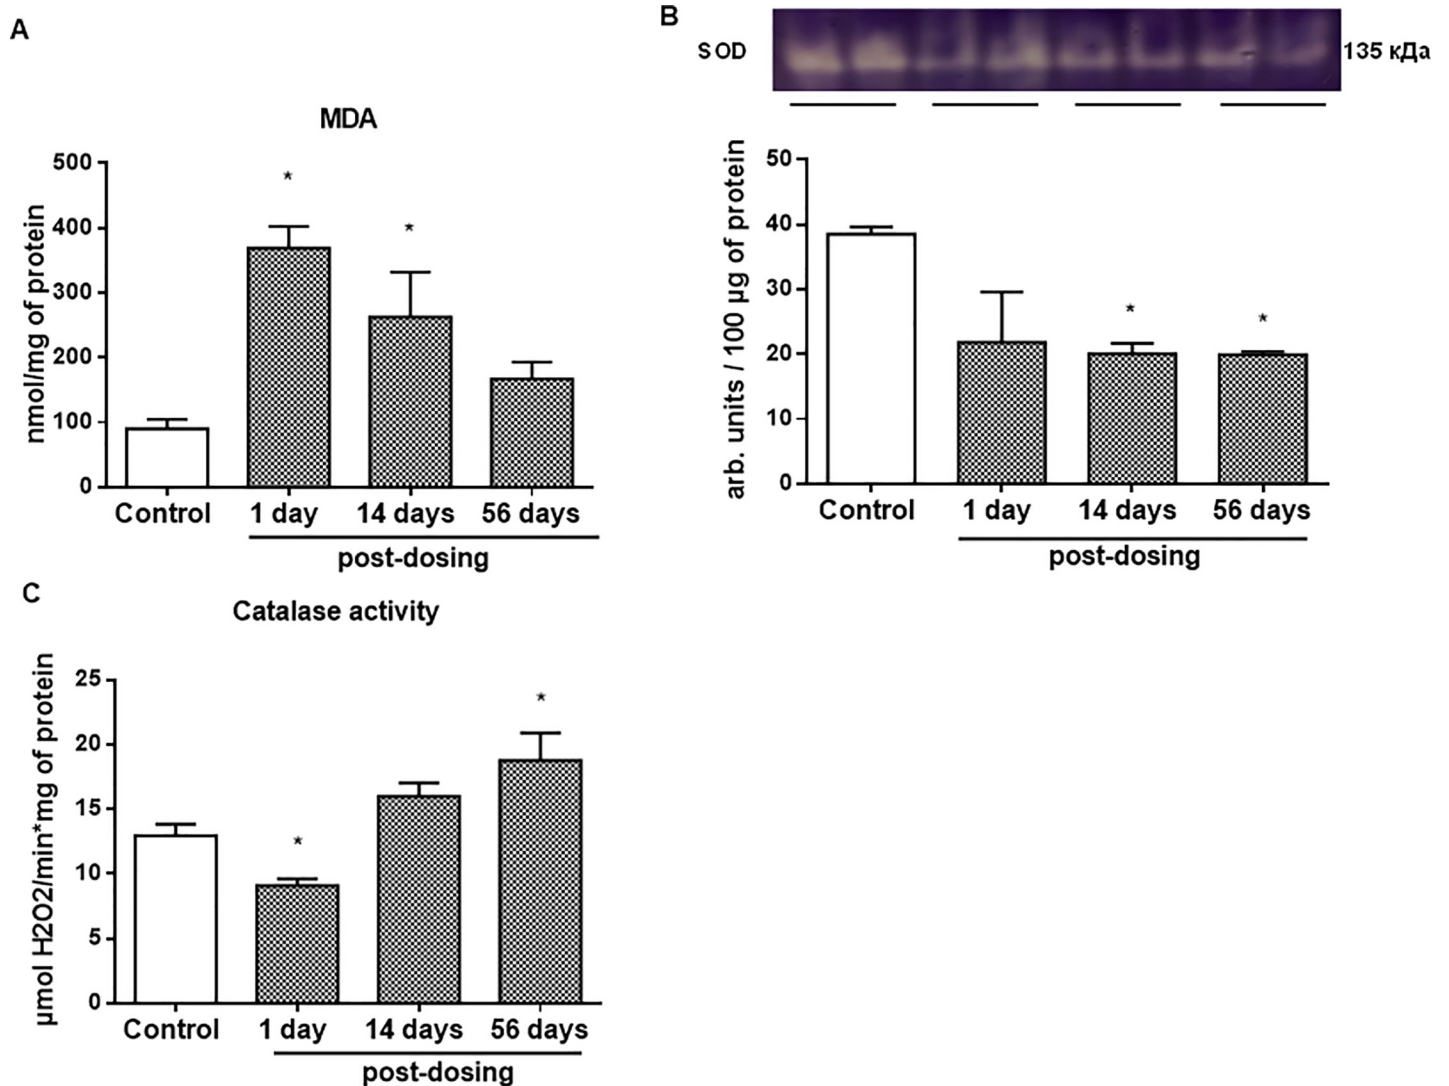 A
MDA
500
400
300
200
100
0
nmol/mg of protein
*
*
Control 1 day 14 days 56 days
post-dosing
B
SOD
135 кДа
50
40
30
20
10
0
arb. units / 100 µg of protein
*
*
Control 1 day 14 days 56 days
post-dosing
C
Catalase activity
25
20
15
10
5
0
µmol H2O2/min*mg of protein
*
*
Control 1 day 14 days 56 days
post-dosing